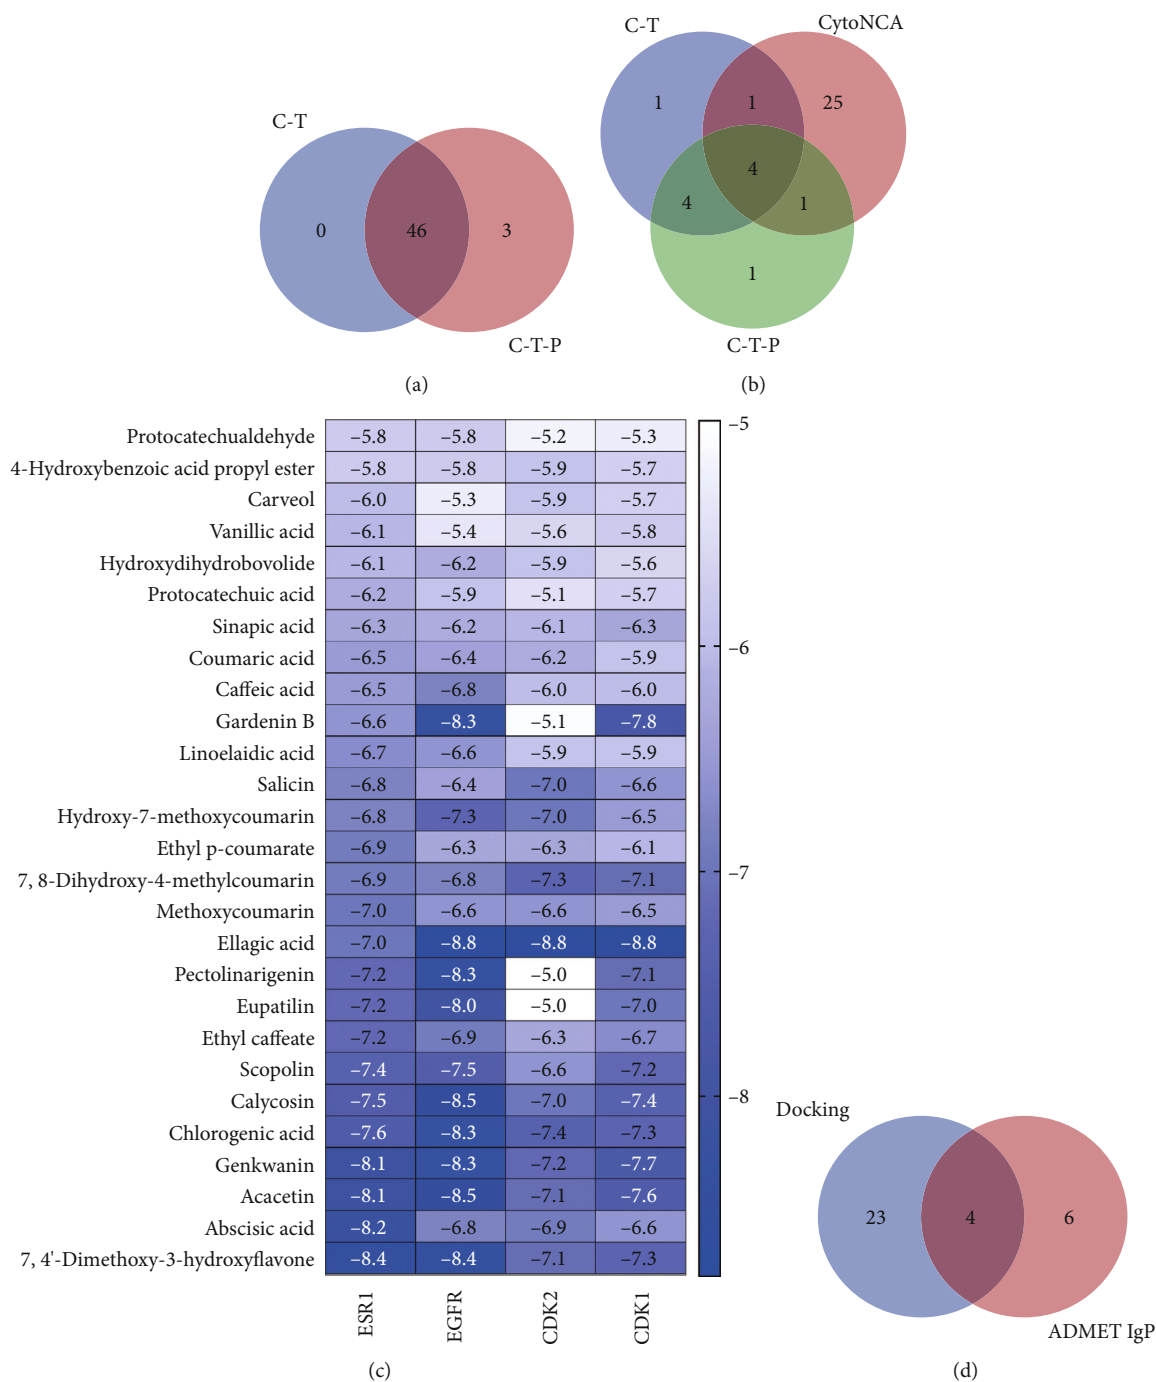 C-T
CytoNCA
1
1
25
C-T
4
4
1
0
46
3
1
C-T-P
C-T-P
(a)
(b)
Protocatechualdehyde –5.8 –5.8 –5.2 –5.3
4-Hydroxybenzoic acid propyl ester –5.8 –5.8 –5.9 –5.7
Carveol –6.0 –5.3 –5.9 –5.7
Vanillic acid –6.1 –5.4 –5.6 –5.8
Hydroxydihydrobovolide –6.1 –6.2 –5.9 –5.6
Protocatechuic acid –6.2 –5.9 –5.1 –5.7
Sinapic acid –6.3 –6.2 –6.1 –6.3
Coumaric acid –6.5 –6.4 –6.2 –5.9
Caffeic acid –6.5 –6.8 –6.0 –6.0
Gardenin B –6.6 –8.3 –5.1 –7.8
Linoelaidic acid –6.7 –6.6 –5.9 –5.9
Salicin –6.8 –6.4 –7.0 –6.6
Hydroxy-7-methoxycoumarin –6.8 –7.3 –7.0 –6.5
Ethyl p-coumarate –6.9 –6.3 –6.3 –6.1
7, 8-Dihydroxy-4-methylcoumarin –6.9 –6.8 –7.3 –7.1
Methoxycoumarin –7.0 –6.6 –6.6 –6.5
Ellagic acid –7.0 –8.8 –8.8 –8.8
Pectolinarigenin –7.2 –8.3 –5.0 –7.1
Eupatilin –7.2 –8.0 –5.0 –7.0
Ethyl caffeate –7.2 –6.9 –6.3 –6.7
Scopolin –7.4 –7.5 –6.6 –7.2
Calycosin –7.5 –8.5 –7.0 –7.4
Chlorogenic acid –7.6 –8.3 –7.4 –7.3
Genkwanin –8.1 –8.3 –7.2 –7.7
Acacetin –8.1 –8.5 –7.1 –7.6
Abscisic acid –8.2 –6.8 –6.9 –6.6
7, 4'-Dimethoxy-3-hydroxyflavone –8.4 –8.4 –7.1 –7.3
ESR1 EGFR CDK2 CDK1
–5
–6
–7
–8
(c)
Docking
23
4
6
ADMET IgP
(d)